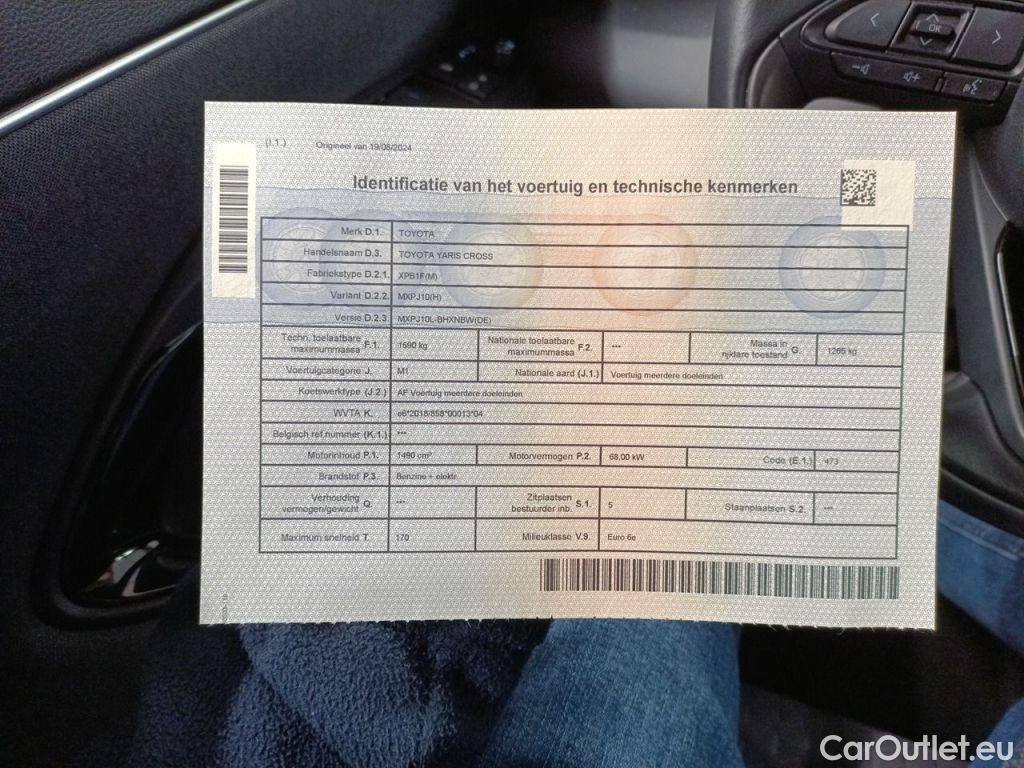 OK
(I.1.) Origineel van 19/08/2024
Identificatie van het voertuig en technische kenmerken
Merk D.1. TOYOTA
Handelsnaam D.3. TOYOTA YARIS CROSS
Fabriekstype D.2.1. XPB1F(M)
Variant D.2.2. MXPJ10(H)
Versie D.2.3. MXPJ10L-BHXNBW(DE)
Techn. toelaatbare maximummassa F.1. 1690 kg Nationale toelaatbare maximummassa F.2. *** Massa in rijklare toestand G. 1265 kg
Voertuigcategorie J. M1 Nationale aard (J.1.) Voertuig meerdere doeleinden
Koetswerktype (J.2.) AF Voertuig meerdere doeleinden
WVTA K. e6*2018/858*00013*04
Belgisch ref.nummer (K.1.) ***
Motorinhoud P.1. 1490 cm³ Motorvermogen P.2. 68,00 kW Code (E.1.) 473
Brandstof P.3. Benzine + elektr.
Verhouding vermogen/gewicht Q. *** Zitplaatsen bestuurder inb. S.1. 5 Staanplaatsen S.2. ***
Maximum snelheid T. 170 Milieuklasse V.9. Euro 6e
CarOutlet.eu